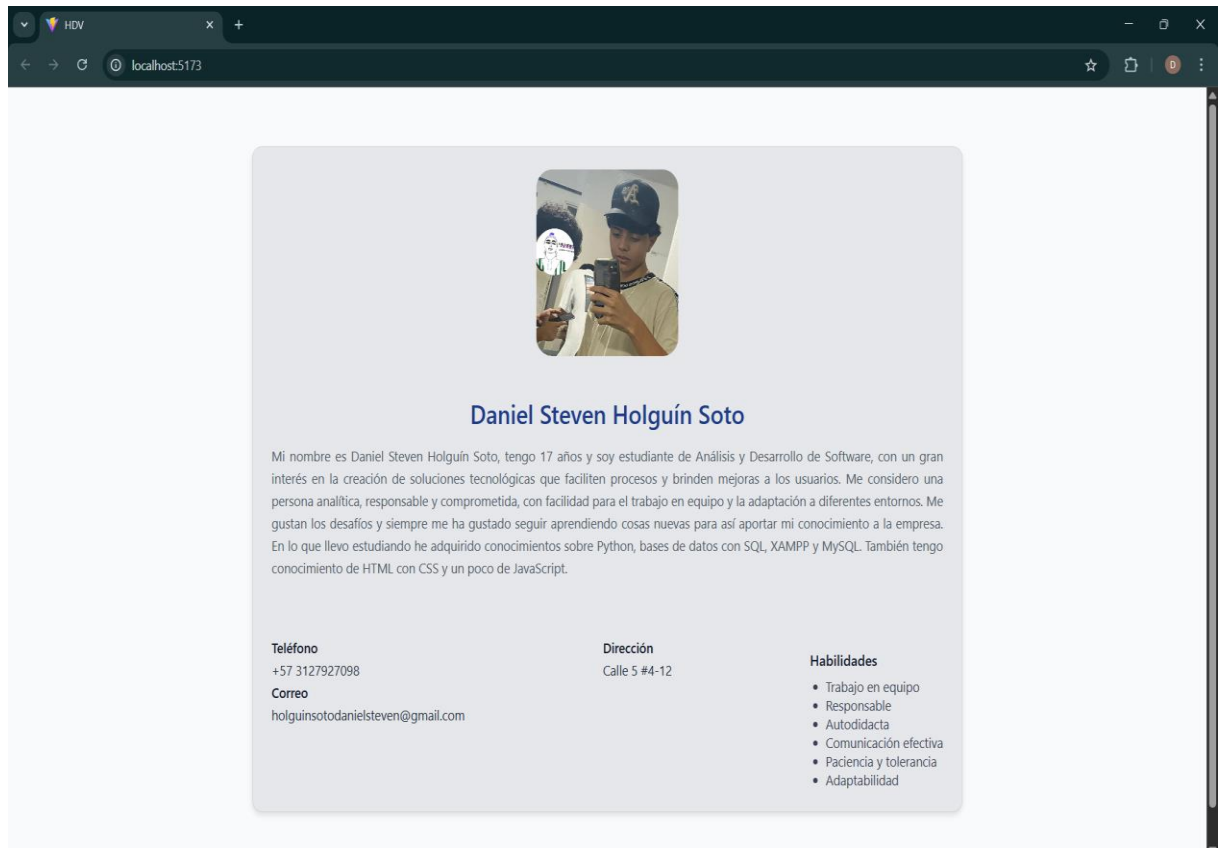 HDV
localhost:5173
D
Daniel Steven Holguín Soto
Mi nombre es Daniel Steven Holguín Soto, tengo 17 años y soy estudiante de Análisis y Desarrollo de Software, con un gran
interés en la creación de soluciones tecnológicas que faciliten procesos y brinden mejoras a los usuarios. Me considero una
persona analítica, responsable y comprometida, con facilidad para el trabajo en equipo y la adaptación a diferentes entornos. Me
gustan los desafíos y siempre me ha gustado seguir aprendiendo cosas nuevas para así aportar mi conocimiento a la empresa.
En lo que llevo estudiando he adquirido conocimientos sobre Python, bases de datos con SQL, XAMPP y MySQL. También tengo
conocimiento de HTML con CSS y un poco de JavaScript.
Teléfono
+57 3127927098
Correo
holguinsotodanielsteven@gmail.com
Dirección
Calle 5 #4-12
Habilidades
• Trabajo en equipo
• Responsable
• Autodidacta
• Comunicación efectiva
• Paciencia y tolerancia
• Adaptabilidad